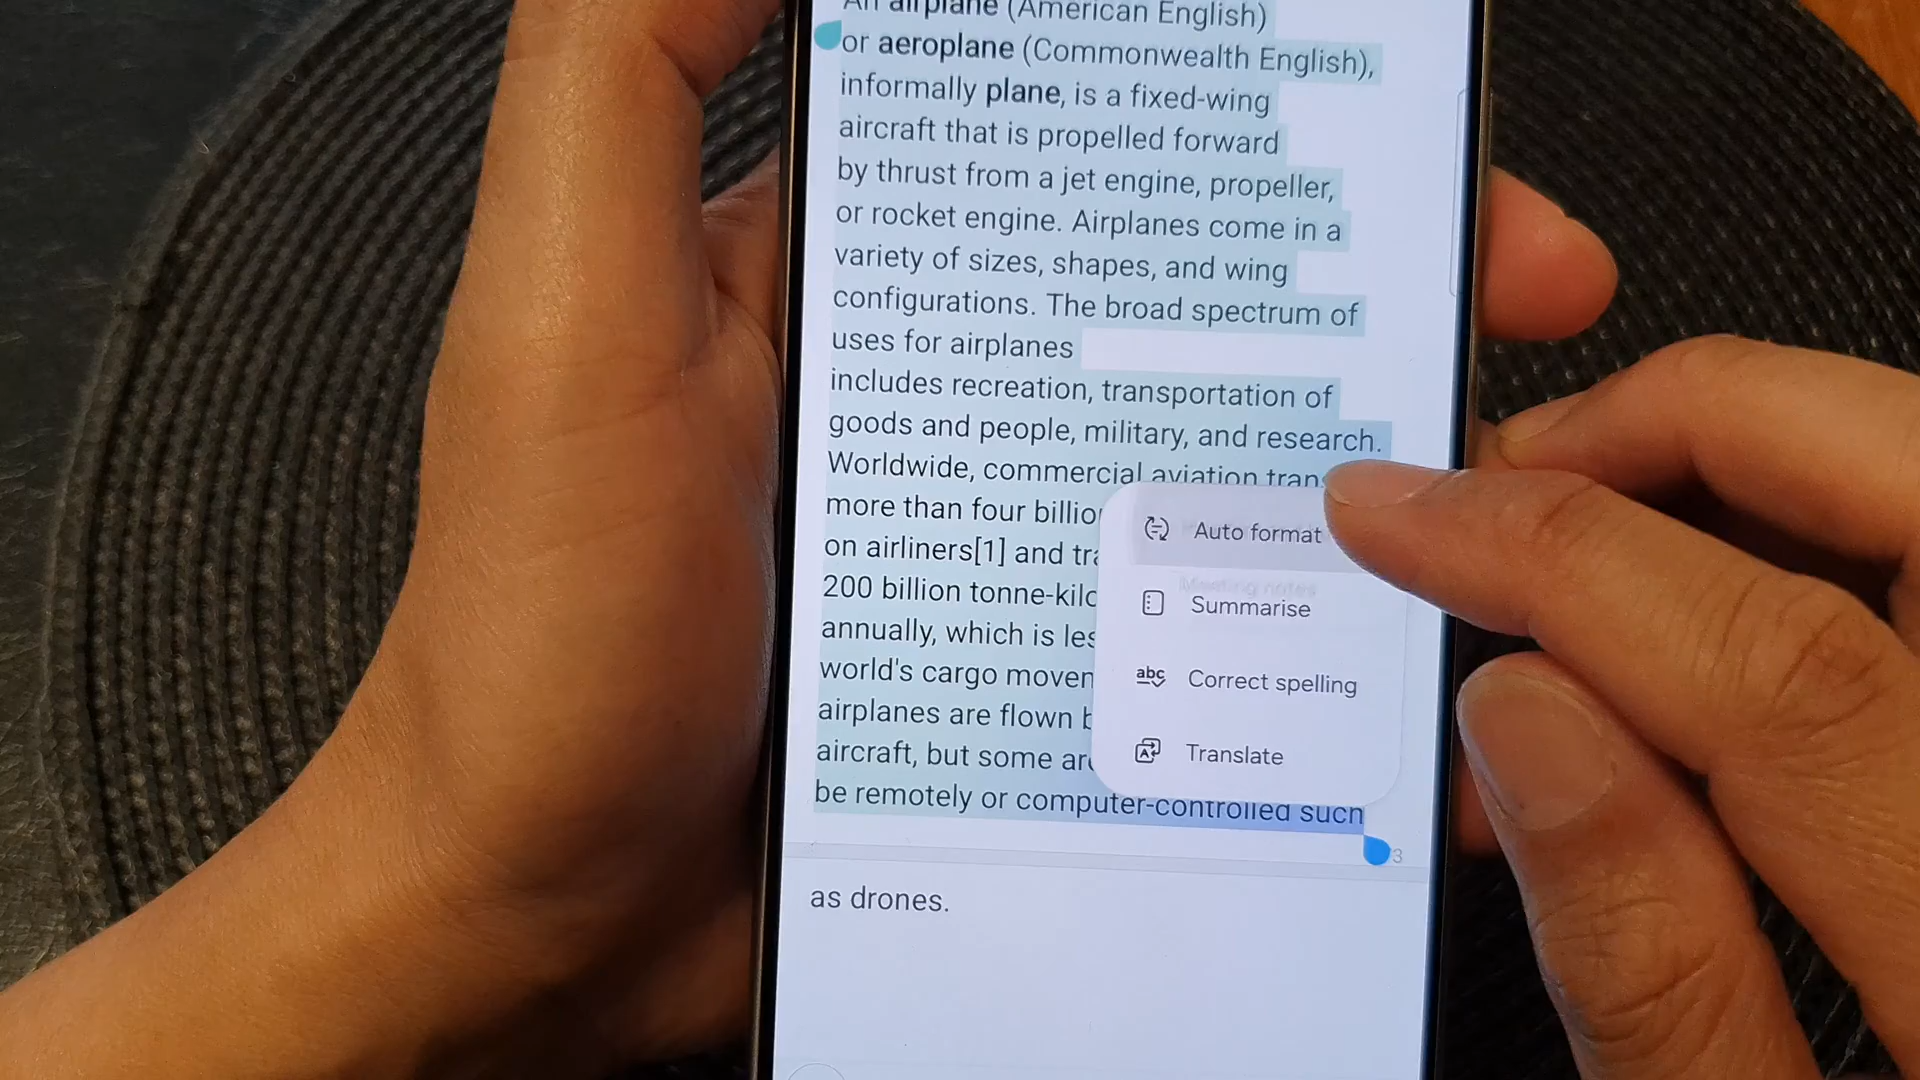 An airplane (American English)
or aeroplane (Commonwealth English),
informally plane, is a fixed-wing
aircraft that is propelled forward
by thrust from a jet engine, propeller,
or rocket engine. Airplanes come in a
variety of sizes, shapes, and wing
configurations. The broad spectrum of
uses for airplanes
includes recreation, transportation of
goods and people, military, and research.
Worldwide, commercial aviation
more than four
on airliners[1] and
200 billion
annually, which is
world's cargo
airplanes are flown
aircraft, but some
be remotely or computer-controlled such
3
as drones.
Auto format
Meeting notes
Summarise
Correct spelling
Translate